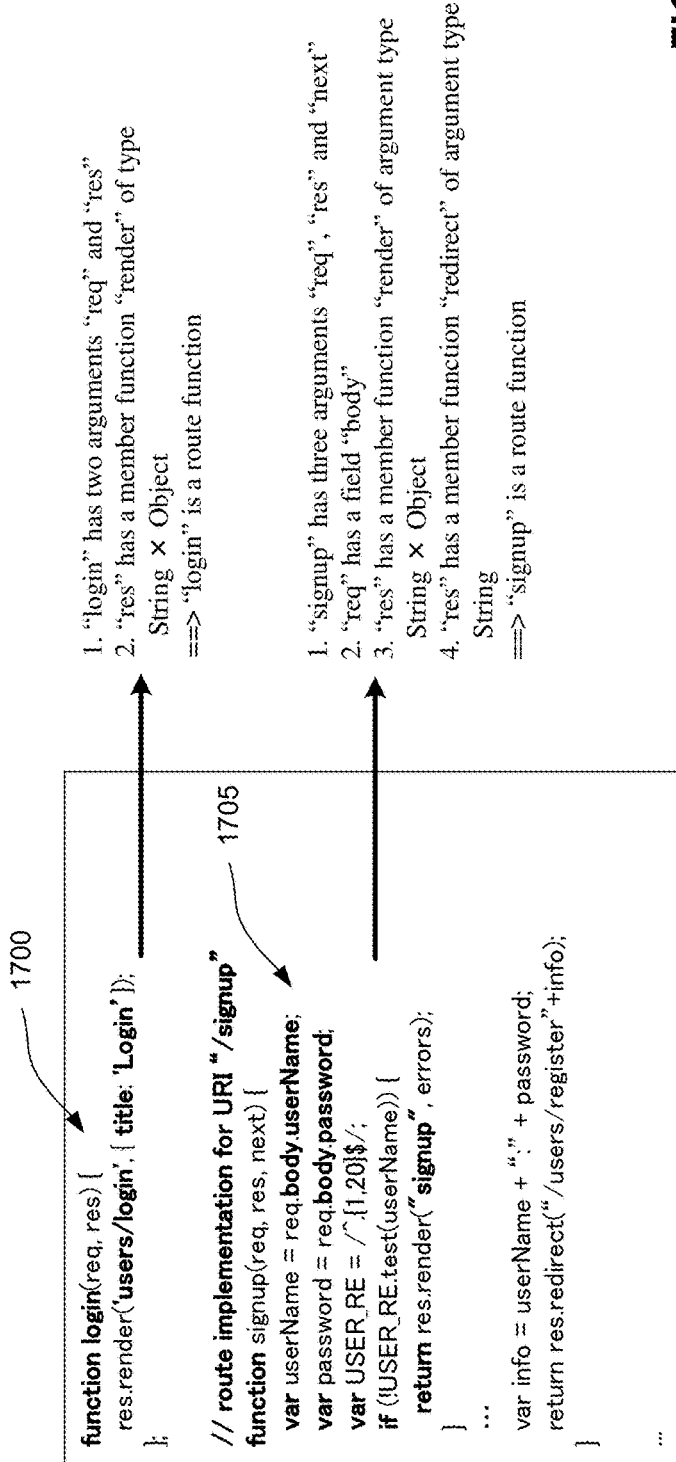 1700
function login(req, res) {
res.render('users/login', { title: 'Login' });
};
// route implementation for URI "/signup"
function signup(req, res, next) {
var userName = req.body.userName;
var password = req.body.password;
var USER_RE = /^.{1,20}$/;
if (!USER_RE.test(userName)) {
return res.render("signup", errors);
}
...
var info = userName + ":" + password;
return res.redirect("/users/register"+info);
}
...
1705
1. “login” has two arguments “req” and “res”
2. “res” has a member function “render” of type
String × Object
==> “login” is a route function
1. “signup” has three arguments “req”, “res” and “next”
2. “req” has a field “body”
3. “res” has a member function “render” of argument type
String × Object
4. “res” has a member function “redirect” of argument type
String
==> “signup” is a route function